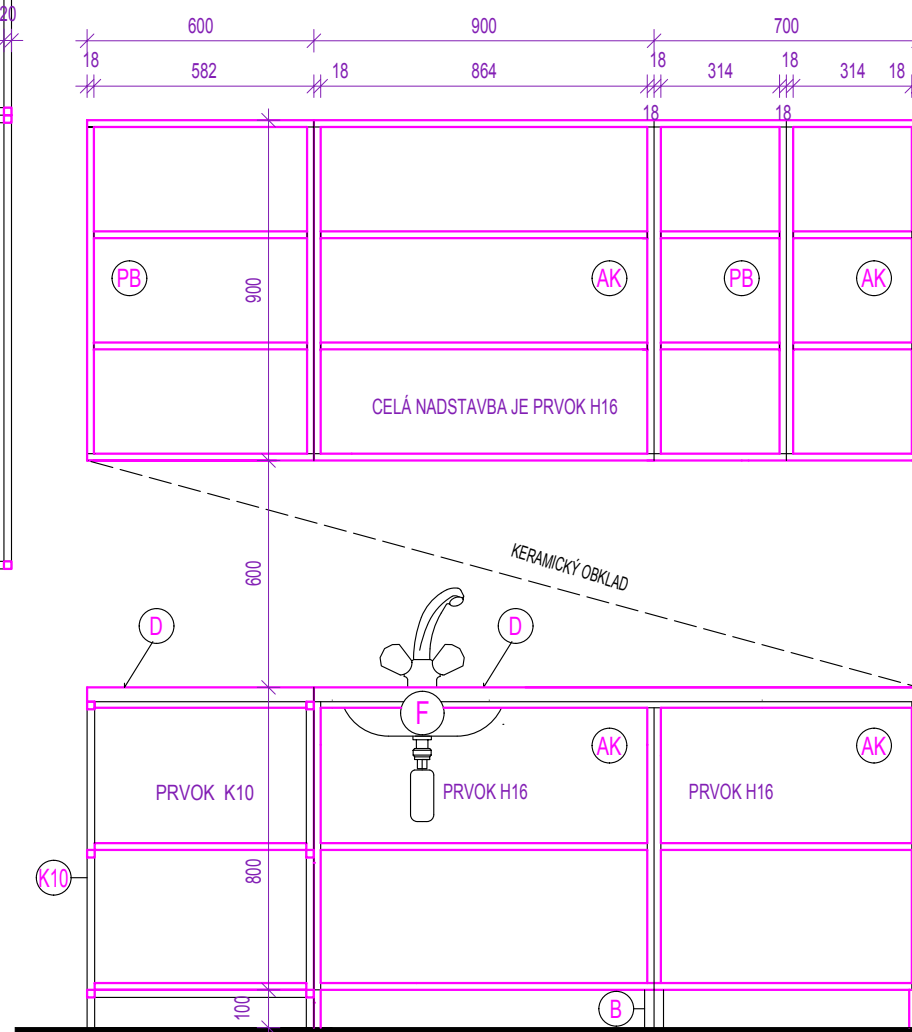 20
600 900 700
18 582 18 864 18 314 18 314 18
18 18
PB AK PB AK
900
CELÁ NADSTAVBA JE PRVOK H16
KERAMICKÝ OBKLAD
600
D D
F
AK AK
PRVOK K10 PRVOK H16 PRVOK H16
K10
800
B
100